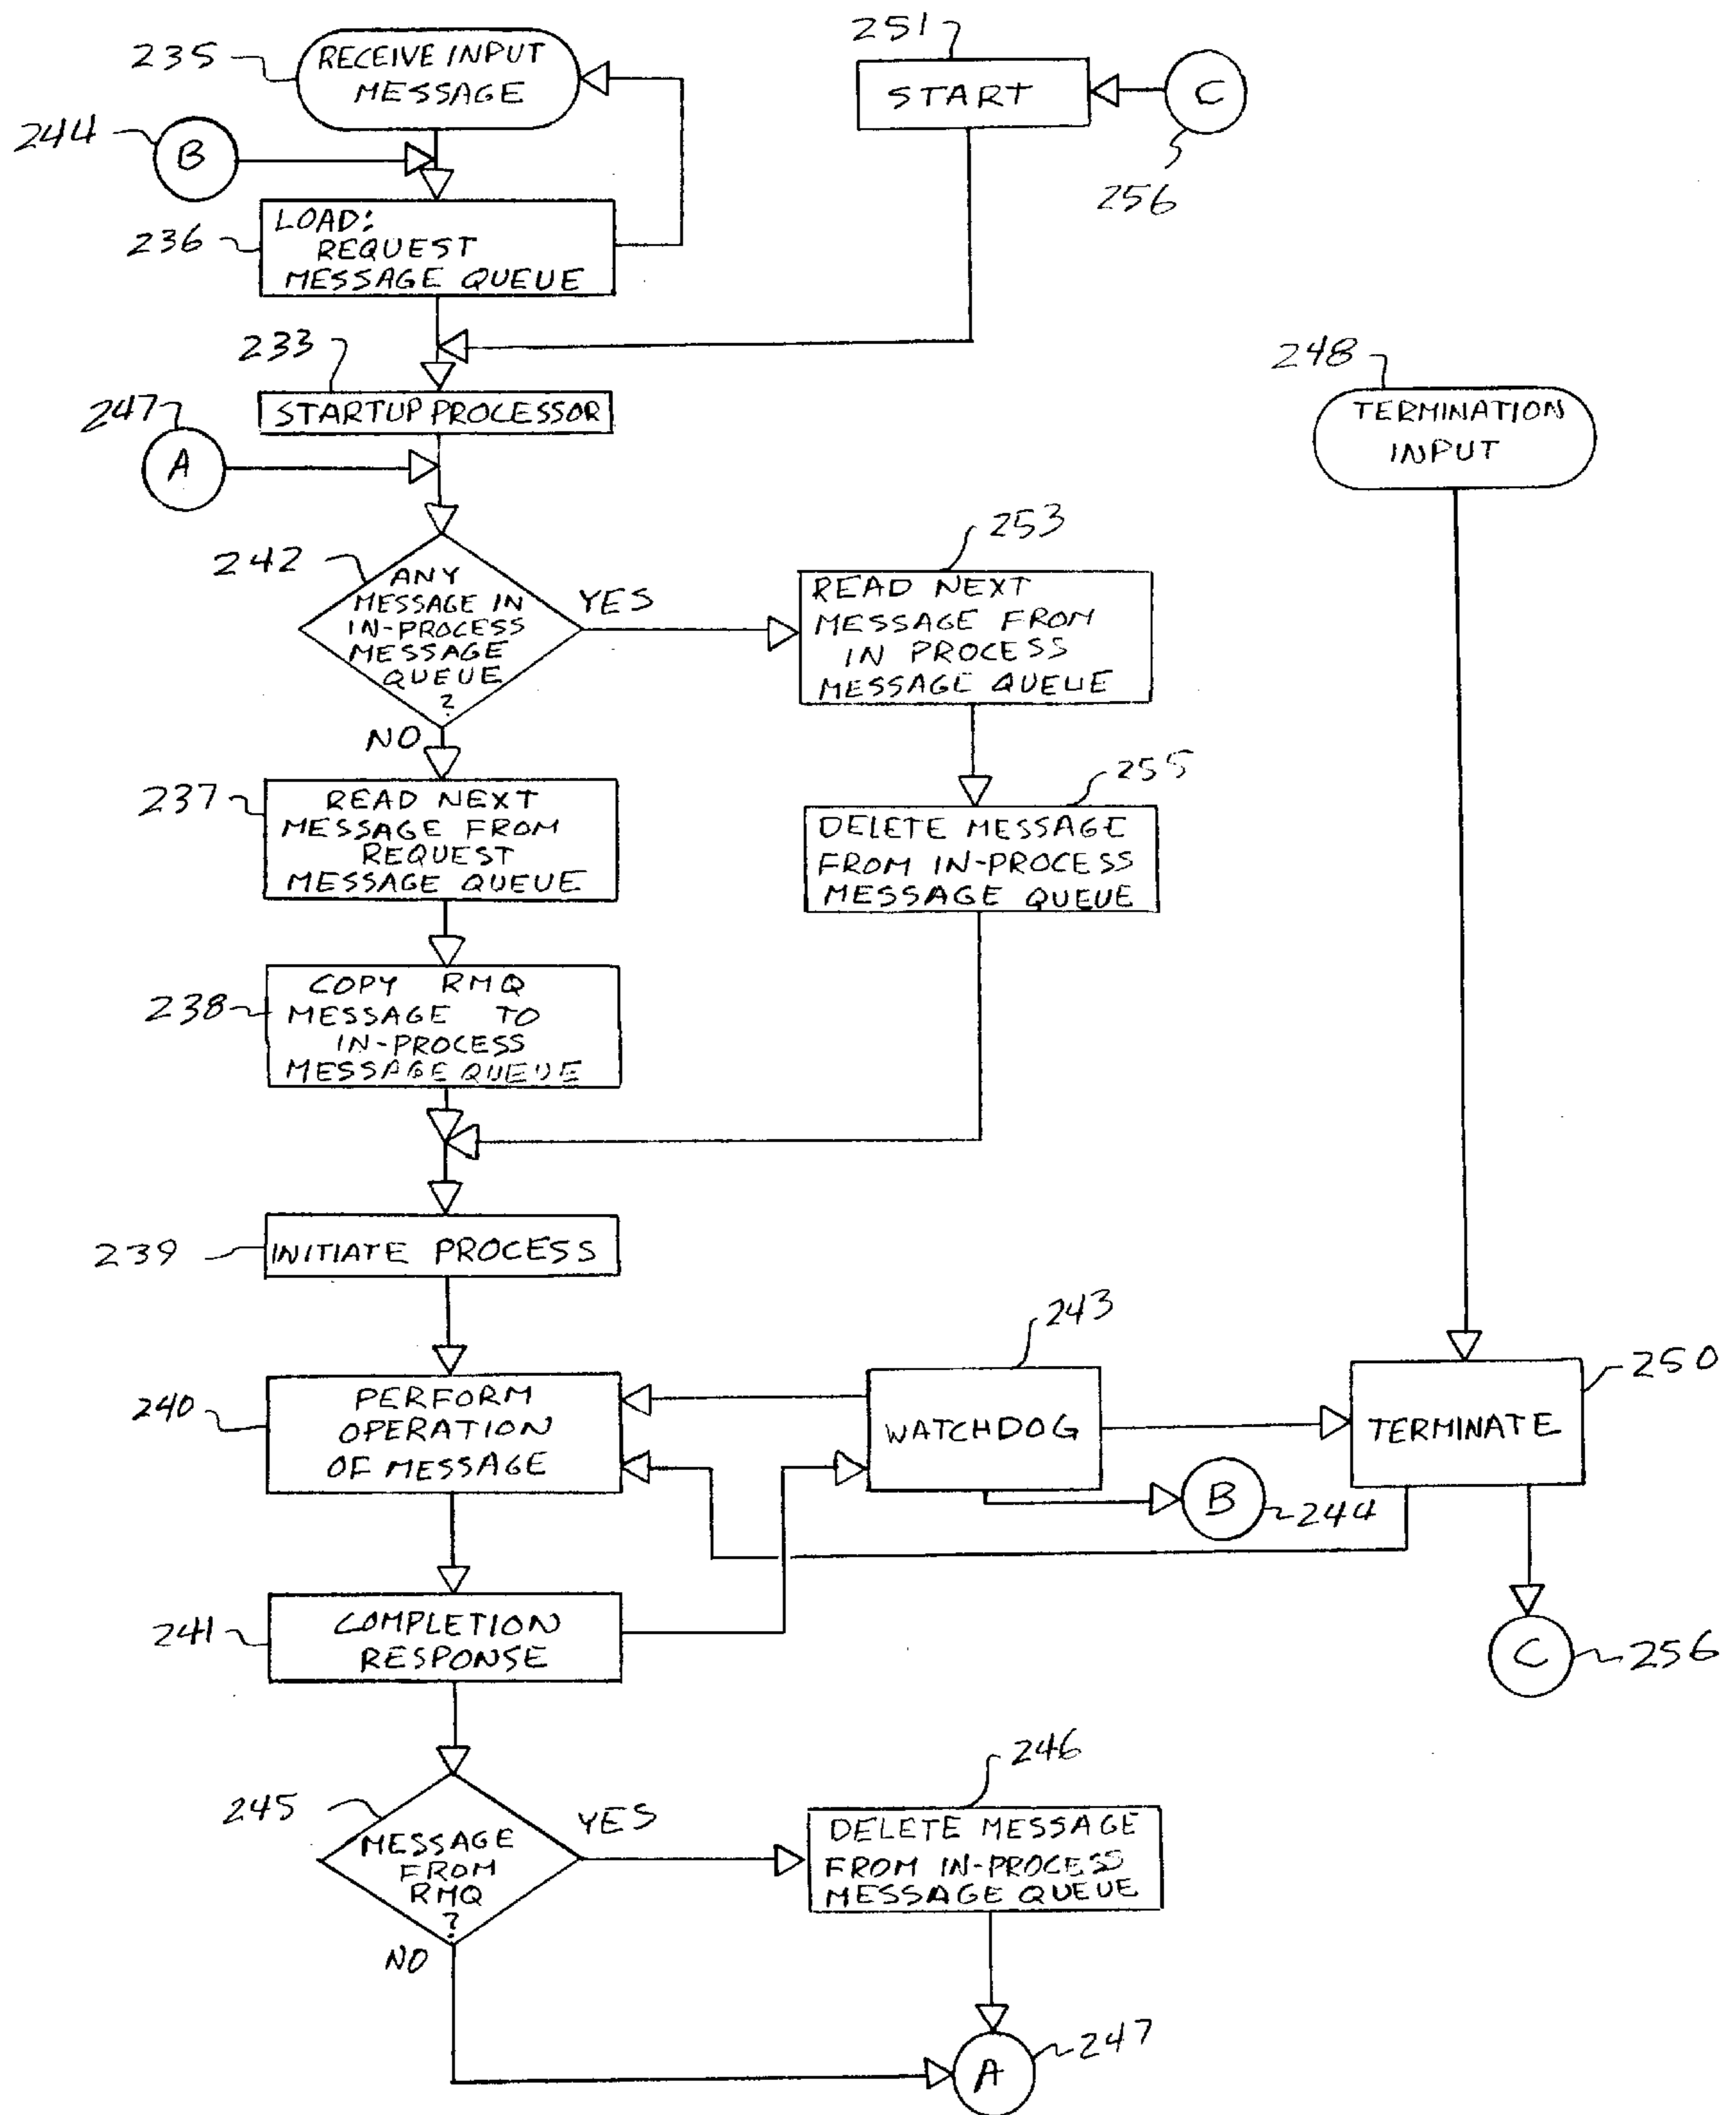 235
RECEIVE INPUT
MESSAGE
251
START
C
256
244
B
236
LOAD:
REQUEST
MESSAGE QUEUE
233
STARTUP PROCESSOR
247
A
248
TERMINATION
INPUT
242
ANY
MESSAGE IN
IN-PROCESS
MESSAGE
QUEUE
?
YES
NO
253
READ NEXT
MESSAGE FROM
IN PROCESS
MESSAGE QUEUE
237
READ NEXT
MESSAGE FROM
REQUEST
MESSAGE QUEUE
255
DELETE MESSAGE
FROM IN-PROCESS
MESSAGE QUEUE
238
COPY RMQ
MESSAGE TO
IN-PROCESS
MESSAGE QUEUE
239
INITIATE PROCESS
240
PERFORM
OPERATION
OF MESSAGE
243
WATCHDOG
250
TERMINATE
B
244
241
COMPLETION
RESPONSE
C
256
245
MESSAGE
FROM
RMQ
?
YES
NO
246
DELETE MESSAGE
FROM IN-PROCESS
MESSAGE QUEUE
A
247